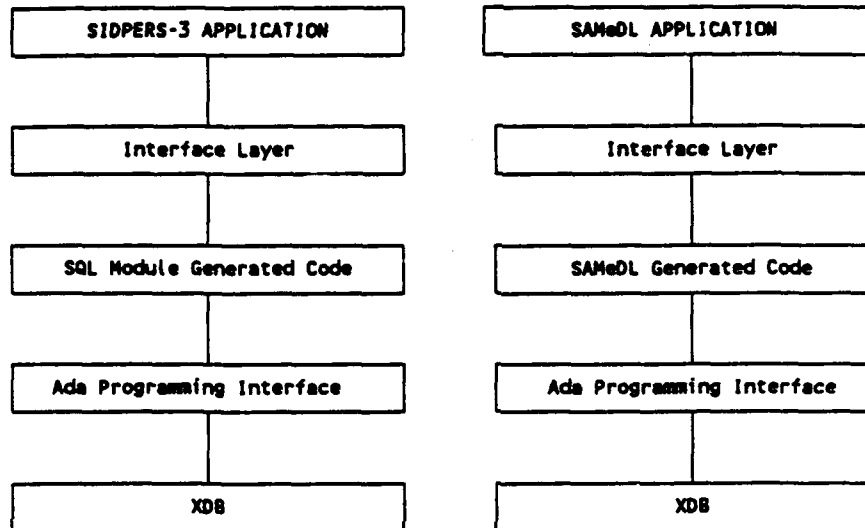 SIDPERS-3 APPLICATION
Interface Layer
SQL Module Generated Code
Ada Programming Interface
XDB
SAMeDL APPLICATION
Interface Layer
SAMeDL Generated Code
Ada Programming Interface
XDB